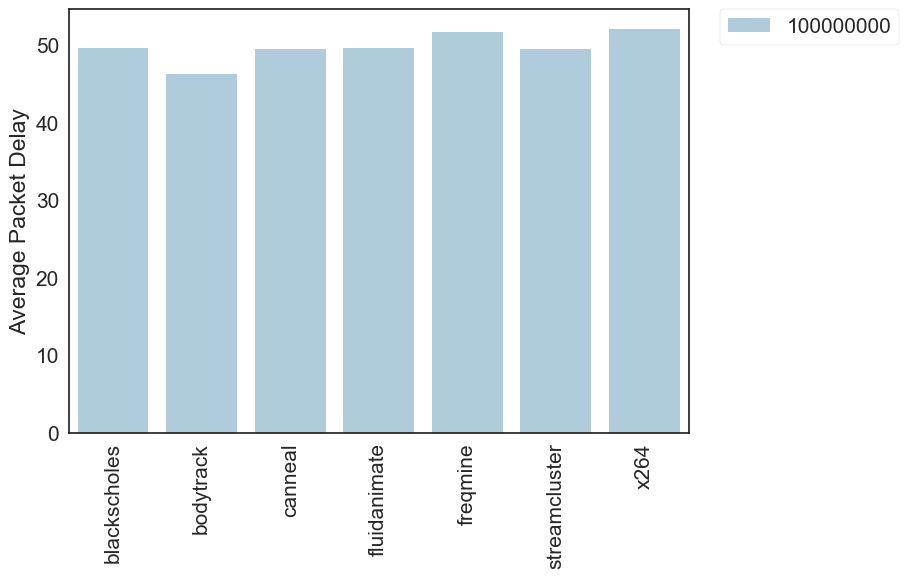 100000000
Average Packet Delay
50
40
30
20
10
0
blackscholes
bodytrack
canneal
fluidanimate
freqmine
streamcluster
x264